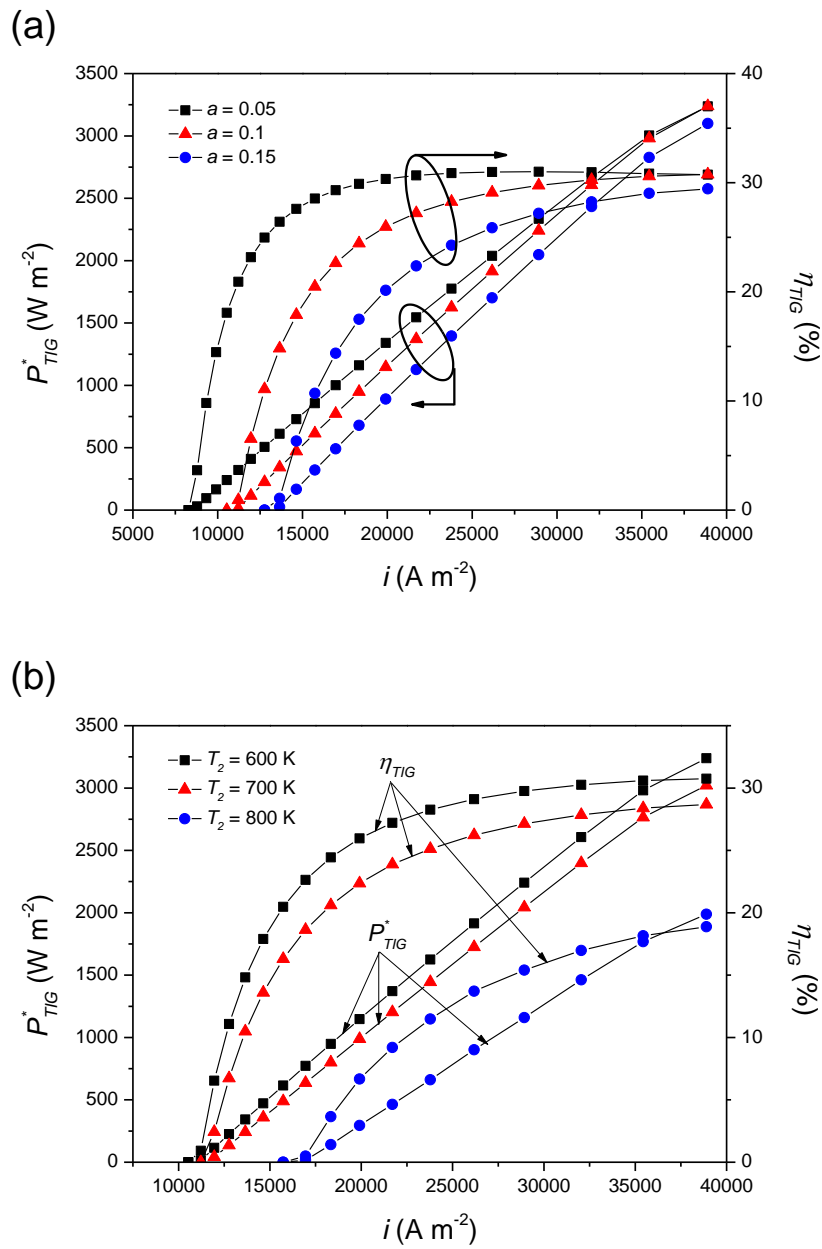 (a)
3500
3000
2500
2000
1500
1000
500
0
P*TIG (W m-2)
a = 0.05
a = 0.1
a = 0.15
40
30
20
10
0
ηTIG (%)
5000 10000 15000 20000 25000 30000 35000 40000
i (A m-2)
(b)
3500
3000
2500
2000
1500
1000
500
0
P*TIG (W m-2)
T2 = 600 K
T2 = 700 K
T2 = 800 K
ηTIG
P*TIG
30
20
10
0
ηTIG (%)
10000 15000 20000 25000 30000 35000 40000
i (A m-2)